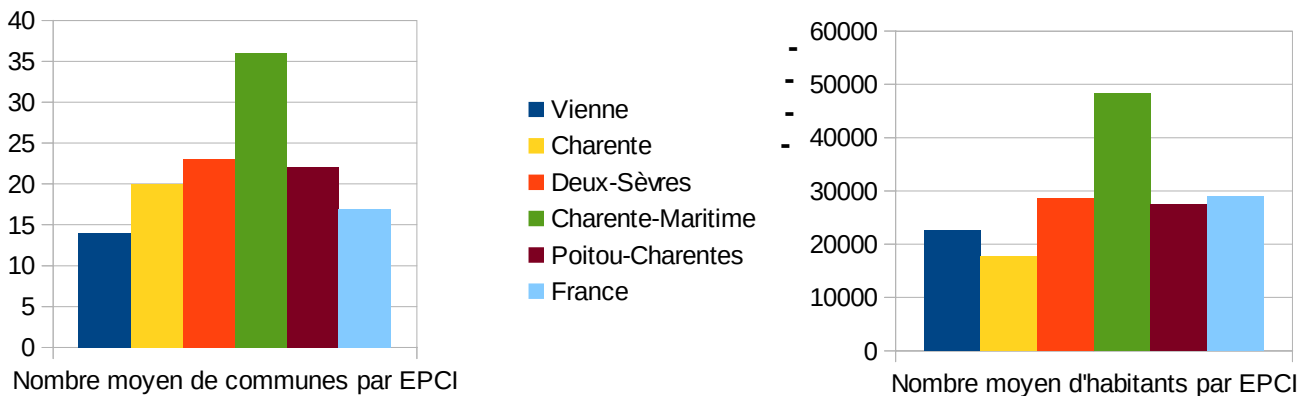 40
35
30
25
20
15
10
5
0
Nombre moyen de communes par EPCI
Vienne
Charente
Deux-Sèvres
Charente-Maritime
Poitou-Charentes
France
-
-
-
-
60000
50000
40000
30000
20000
10000
0
Nombre moyen d'habitants par EPCI